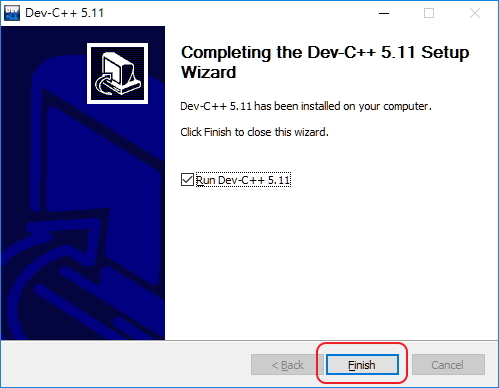 DEV
Dev-C++ 5.11
Completing the Dev-C++ 5.11 Setup
Wizard
Dev-C++ 5.11 has been installed on your computer.
Click Finish to close this wizard.
Run Dev-C++ 5.11
< Back
Finish
Cancel